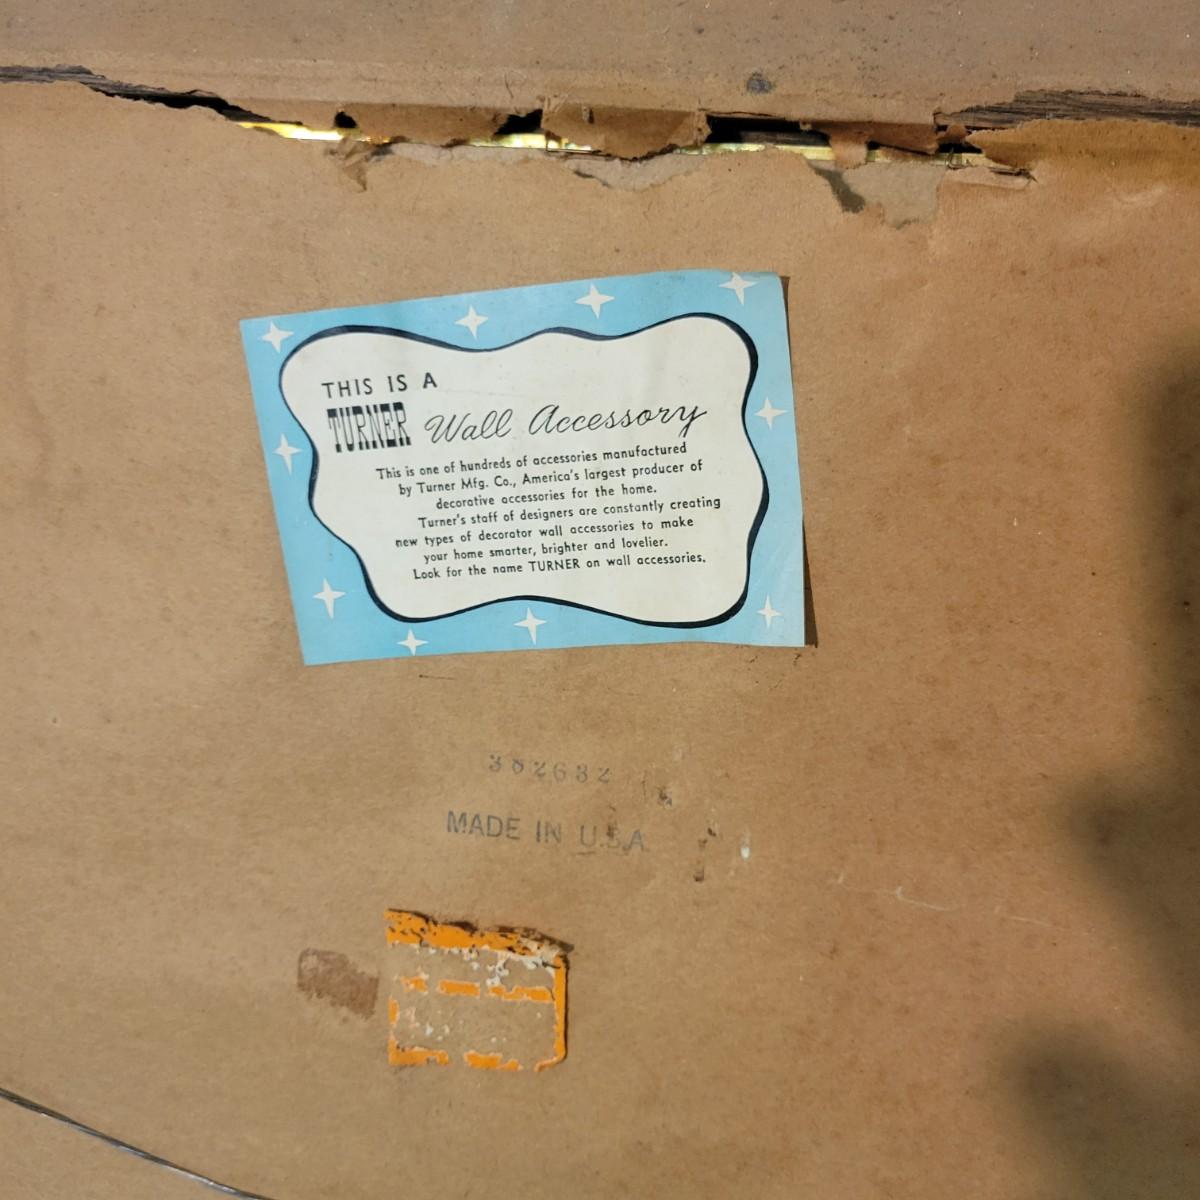 THIS IS A
TURNER Wall Accessory
This is one of hundreds of accessories manufactured
by Turner Mfg. Co., America's largest producer of
decorative accessories for the home.
Turner's staff of designers are constantly creating
new types of decorator wall accessories to make
your home smarter, brighter and lovelier.
Look for the name TURNER on wall accessories.
MADE IN U.S.A